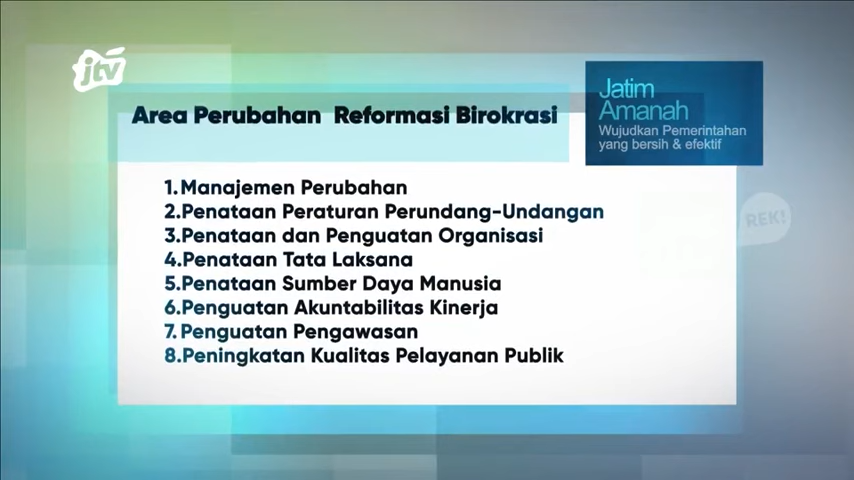 jtv
Area Perubahan Reformasi Birokrasi
Jatim
Amanah
Wujudkan Pemerintahan
yang bersih & efektif
1.Manajemen Perubahan
2.Penataan Peraturan Perundang-Undangan
3.Penataan dan Penguatan Organisasi
4.Penataan Tata Laksana
5.Penataan Sumber Daya Manusia
6.Penguatan Akuntabilitas Kinerja
7.Penguatan Pengawasan
8.Peningkatan Kualitas Pelayanan Publik
REK!